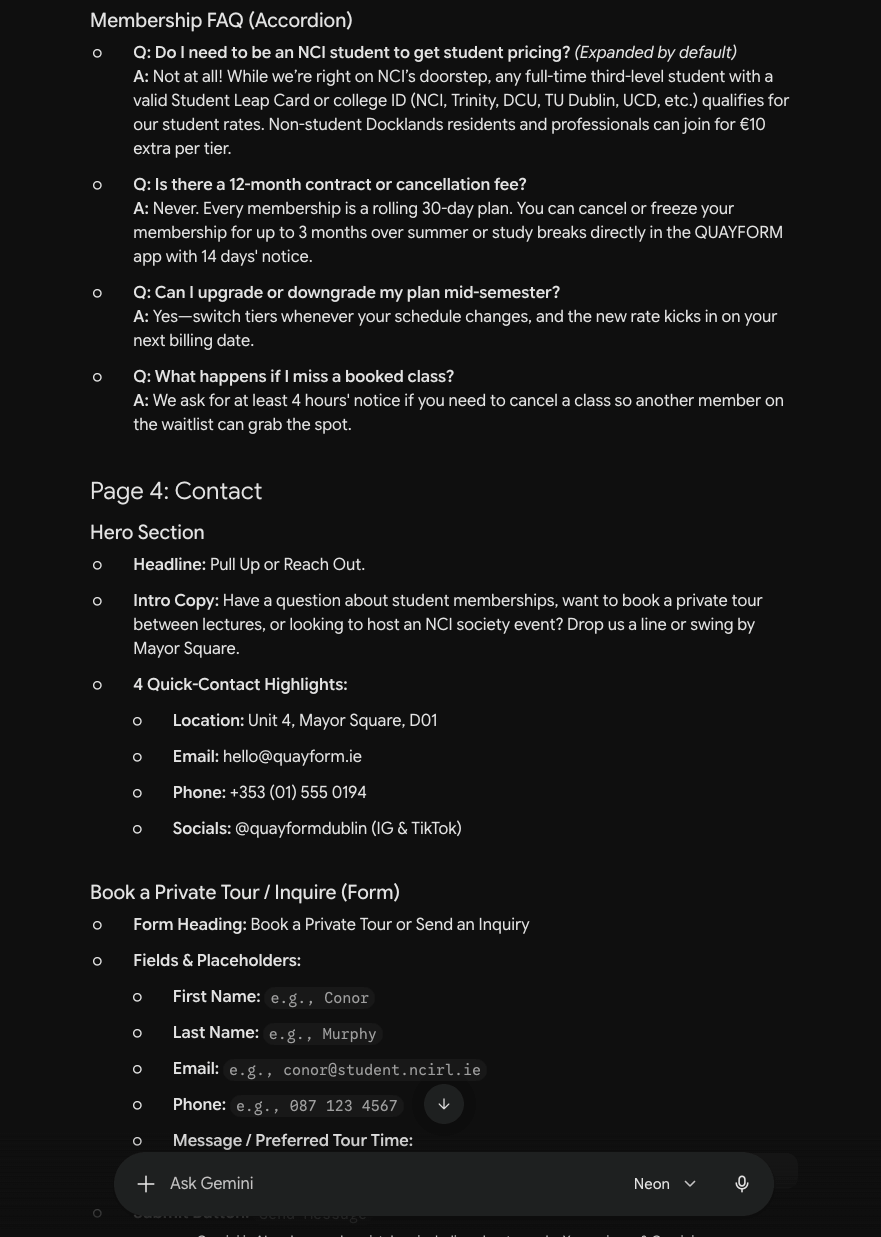 Membership FAQ (Accordion)
Q: Do I need to be an NCI student to get student pricing? (Expanded by default)
A: Not at all! While we’re right on NCI’s doorstep, any full-time third-level student with a
valid Student Leap Card or college ID (NCI, Trinity, DCU, TU Dublin, UCD, etc.) qualifies for
our student rates. Non-student Docklands residents and professionals can join for €10
extra per tier.
Q: Is there a 12-month contract or cancellation fee?
A: Never. Every membership is a rolling 30-day plan. You can cancel or freeze your
membership for up to 3 months over summer or study breaks directly in the QUAYFORM
app with 14 days' notice.
Q: Can I upgrade or downgrade my plan mid-semester?
A: Yes—switch tiers whenever your schedule changes, and the new rate kicks in on your
next billing date.
Q: What happens if I miss a booked class?
A: We ask for at least 4 hours' notice if you need to cancel a class so another member on
the waitlist can grab the spot.
Page 4: Contact
Hero Section
Headline: Pull Up or Reach Out.
Intro Copy: Have a question about student memberships, want to book a private tour
between lectures, or looking to host an NCI society event? Drop us a line or swing by
Mayor Square.
4 Quick-Contact Highlights:
Location: Unit 4, Mayor Square, D01
Email: hello@quayform.ie
Phone: +353 (01) 555 0194
Socials: @quayformdublin (IG & TikTok)
Book a Private Tour / Inquire (Form)
Form Heading: Book a Private Tour or Send an Inquiry
Fields & Placeholders:
First Name: e.g., Conor
Last Name: e.g., Murphy
Email: e.g., conor@student.ncirl.ie
Phone: e.g., 087 123 4567
Message / Preferred Tour Time:
Ask Gemini
Neon
Submit Button: Send Message